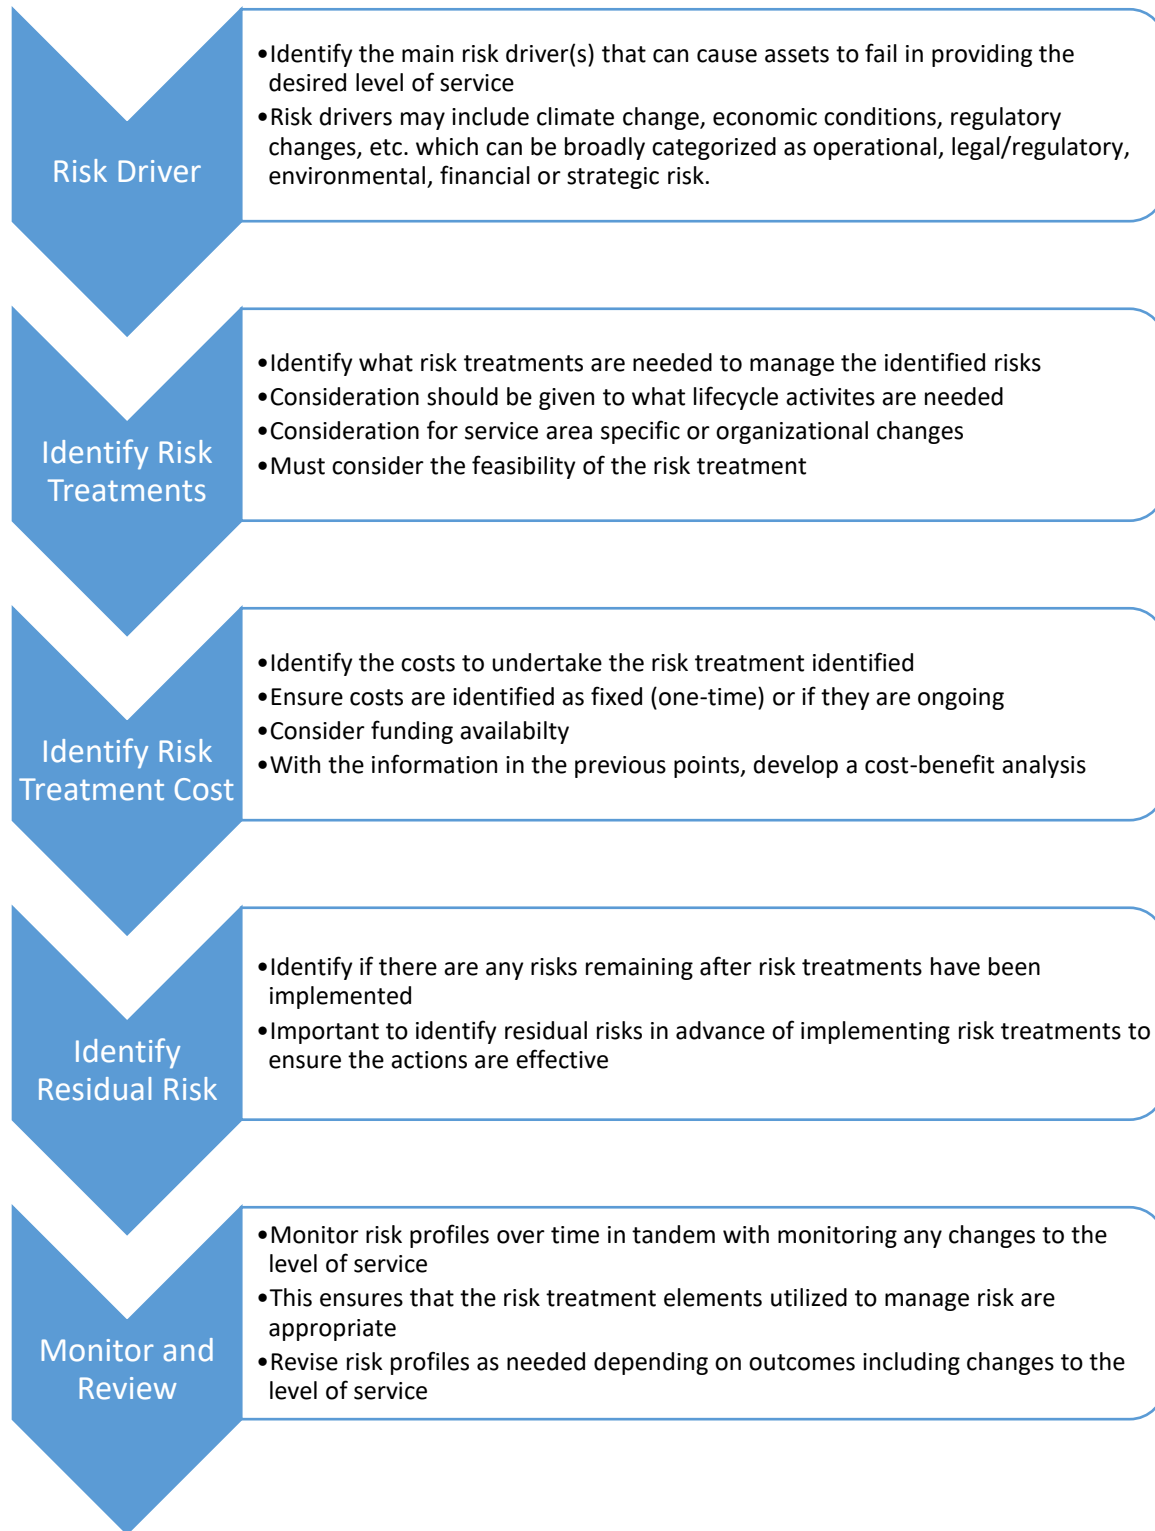 Risk Driver
•Identify the main risk driver(s) that can cause assets to fail in providing the
desired level of service
•Risk drivers may include climate change, economic conditions, regulatory
changes, etc. which can be broadly categorized as operational, legal/regulatory,
environmental, financial or strategic risk.
Identify Risk
Treatments
•Identify what risk treatments are needed to manage the identified risks
•Consideration should be given to what lifecycle activites are needed
•Consideration for service area specific or organizational changes
•Must consider the feasibility of the risk treatment
Identify Risk
Treatment Cost
•Identify the costs to undertake the risk treatment identified
•Ensure costs are identified as fixed (one-time) or if they are ongoing
•Consider funding availabilty
•With the information in the previous points, develop a cost-benefit analysis
Identify
Residual Risk
•Identify if there are any risks remaining after risk treatments have been
implemented
•Important to identify residual risks in advance of implementing risk treatments to
ensure the actions are effective
Monitor and
Review
•Monitor risk profiles over time in tandem with monitoring any changes to the
level of service
•This ensures that the risk treatment elements utilized to manage risk are
appropriate
•Revise risk profiles as needed depending on outcomes including changes to the
level of service